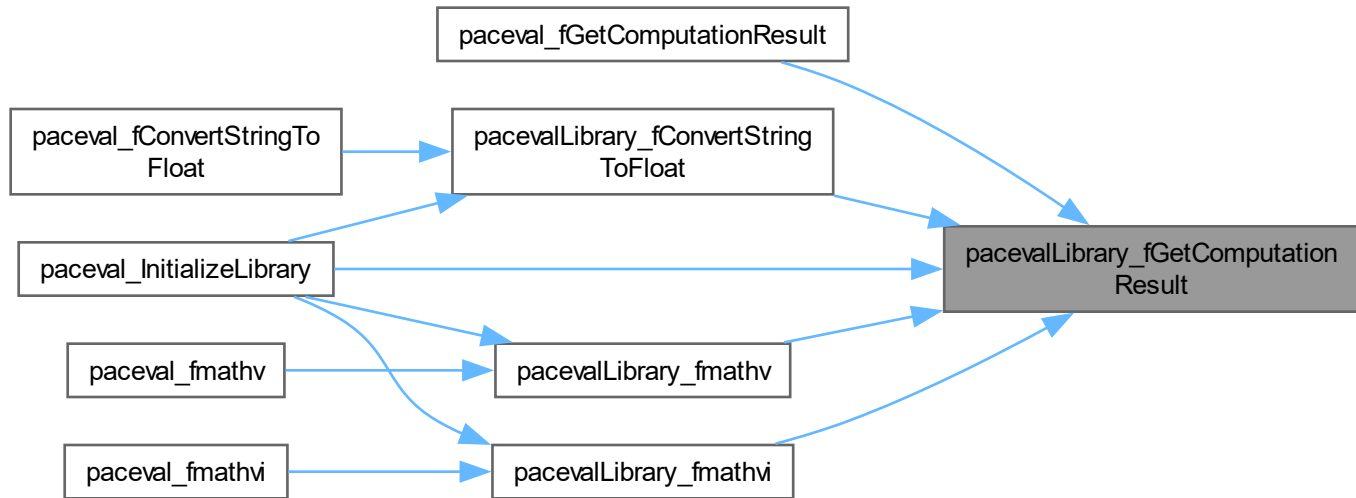 paceval_fGetComputationResult
paceval_fConvertStringTo
Float
pacevalLibrary_fConvertString
ToFloat
paceval_InitializeLibrary
pacevalLibrary_fGetComputation
Result
paceval_fmathv
pacevalLibrary_fmathv
paceval_fmathvi
pacevalLibrary_fmathvi